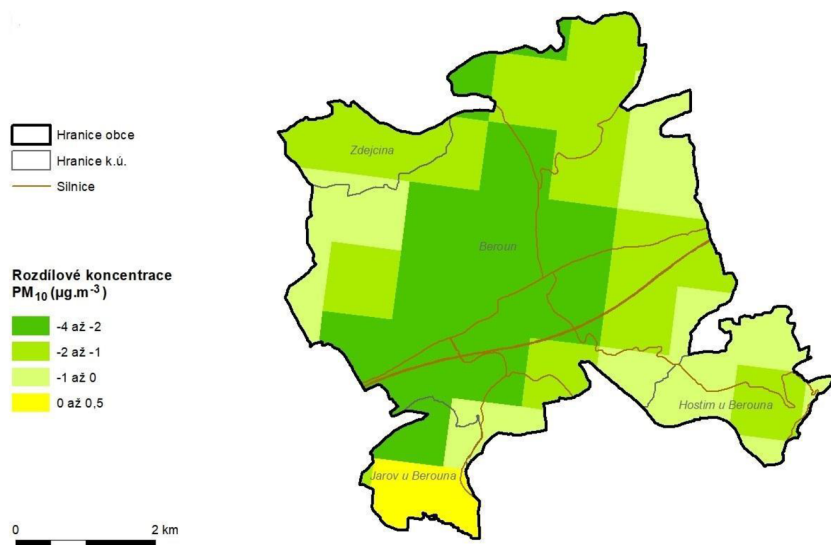 Hranice obce
Hranice k.ú.
Silnice
Rozdílové koncentrace
PM10 (µg.m-3)
-4 až -2
-2 až -1
-1 až 0
0 až 0,5
Zdejcina
Beroun
Hostim u Berouna
Jarov u Berouna
0 2 km